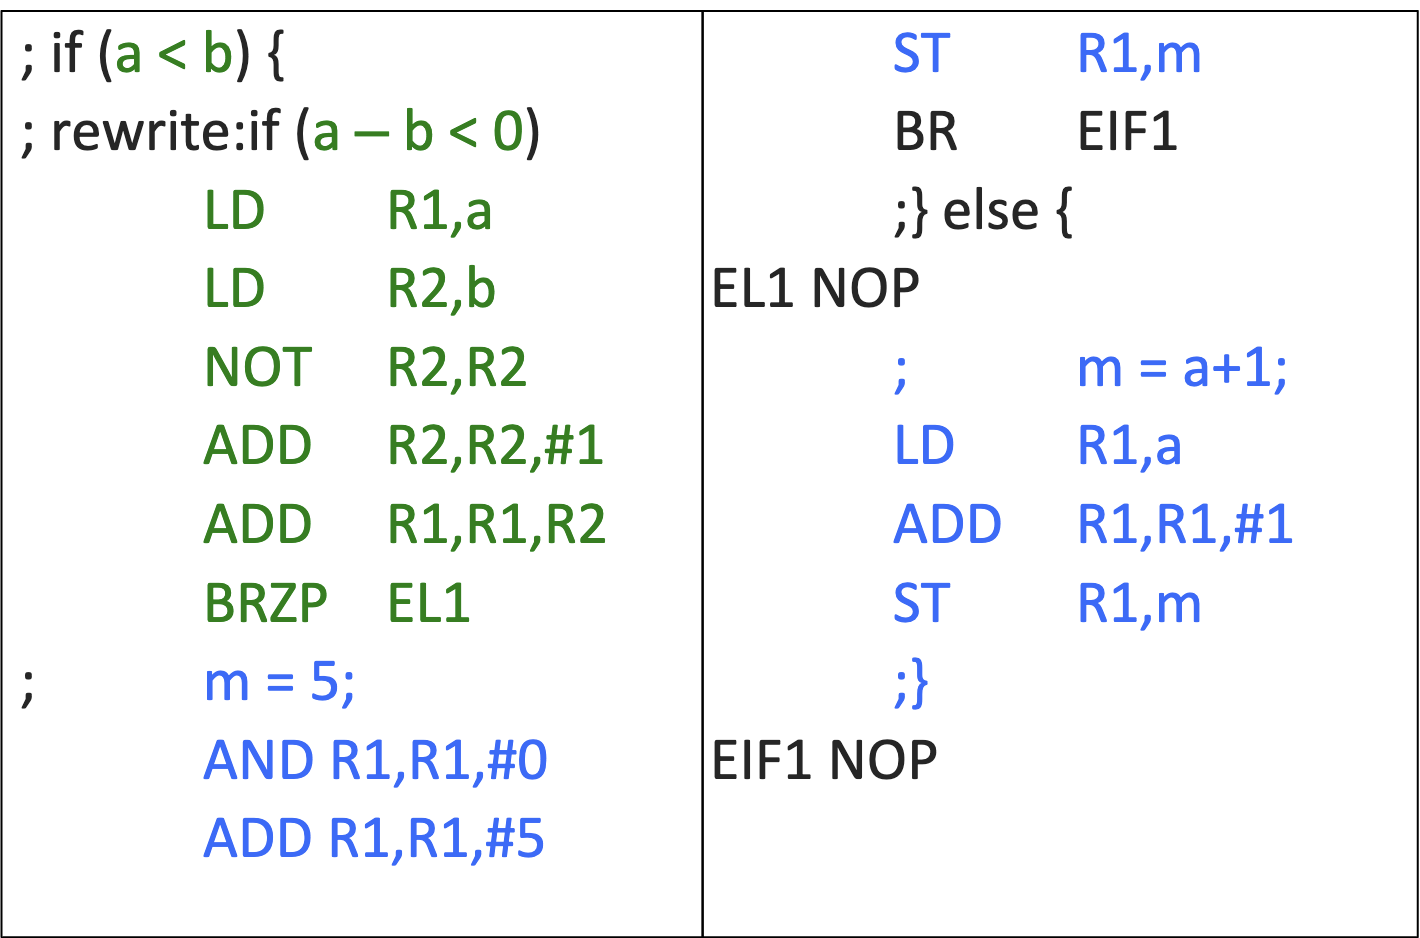 ; if (a < b) {
; rewrite:if (a – b < 0)
LD R1,a
LD R2,b
NOT R2,R2
ADD R2,R2,#1
ADD R1,R1,R2
BRZP EL1
; m = 5;
AND R1,R1,#0
ADD R1,R1,#5
ST R1,m
BR EIF1
;} else {
EL1 NOP
; m = a+1;
LD R1,a
ADD R1,R1,#1
ST R1,m
;}
EIF1 NOP